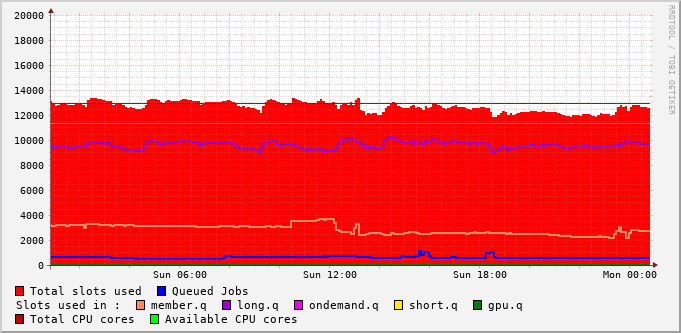 20000
18000
16000
14000
12000
10000
8000
6000
4000
2000
0
Sun 06:00 Sun 12:00 Sun 18:00 Mon 00:00
RRDTOOL / TOBI OETIKER
Total slots used Queued Jobs
Slots used in : member.q long.q ondemand.q short.q gpu.q
Total CPU cores Available CPU cores